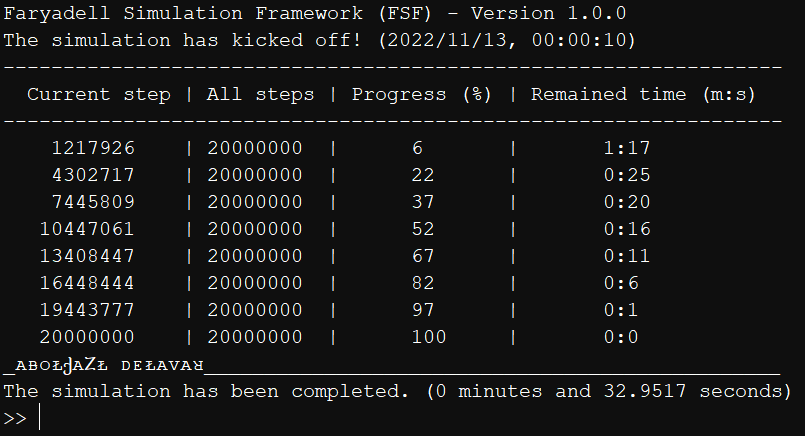 Faryadell Simulation Framework (FSF) - Version 1.0.0
The simulation has kicked off! (2022/11/13, 00:00:10)
-----------------------------------------------------------------
Current step | All steps | Progress (%) | Remained time (m:s)
-----------------------------------------------------------------
1217926 | 20000000 | 6 | 1:17
4302717 | 20000000 | 22 | 0:25
7445809 | 20000000 | 37 | 0:20
10447061 | 20000000 | 52 | 0:16
13408447 | 20000000 | 67 | 0:11
16448444 | 20000000 | 82 | 0:6
19443777 | 20000000 | 97 | 0:1
20000000 | 20000000 | 100 | 0:0
The simulation has been completed. (0 minutes and 32.9517 seconds)
>>